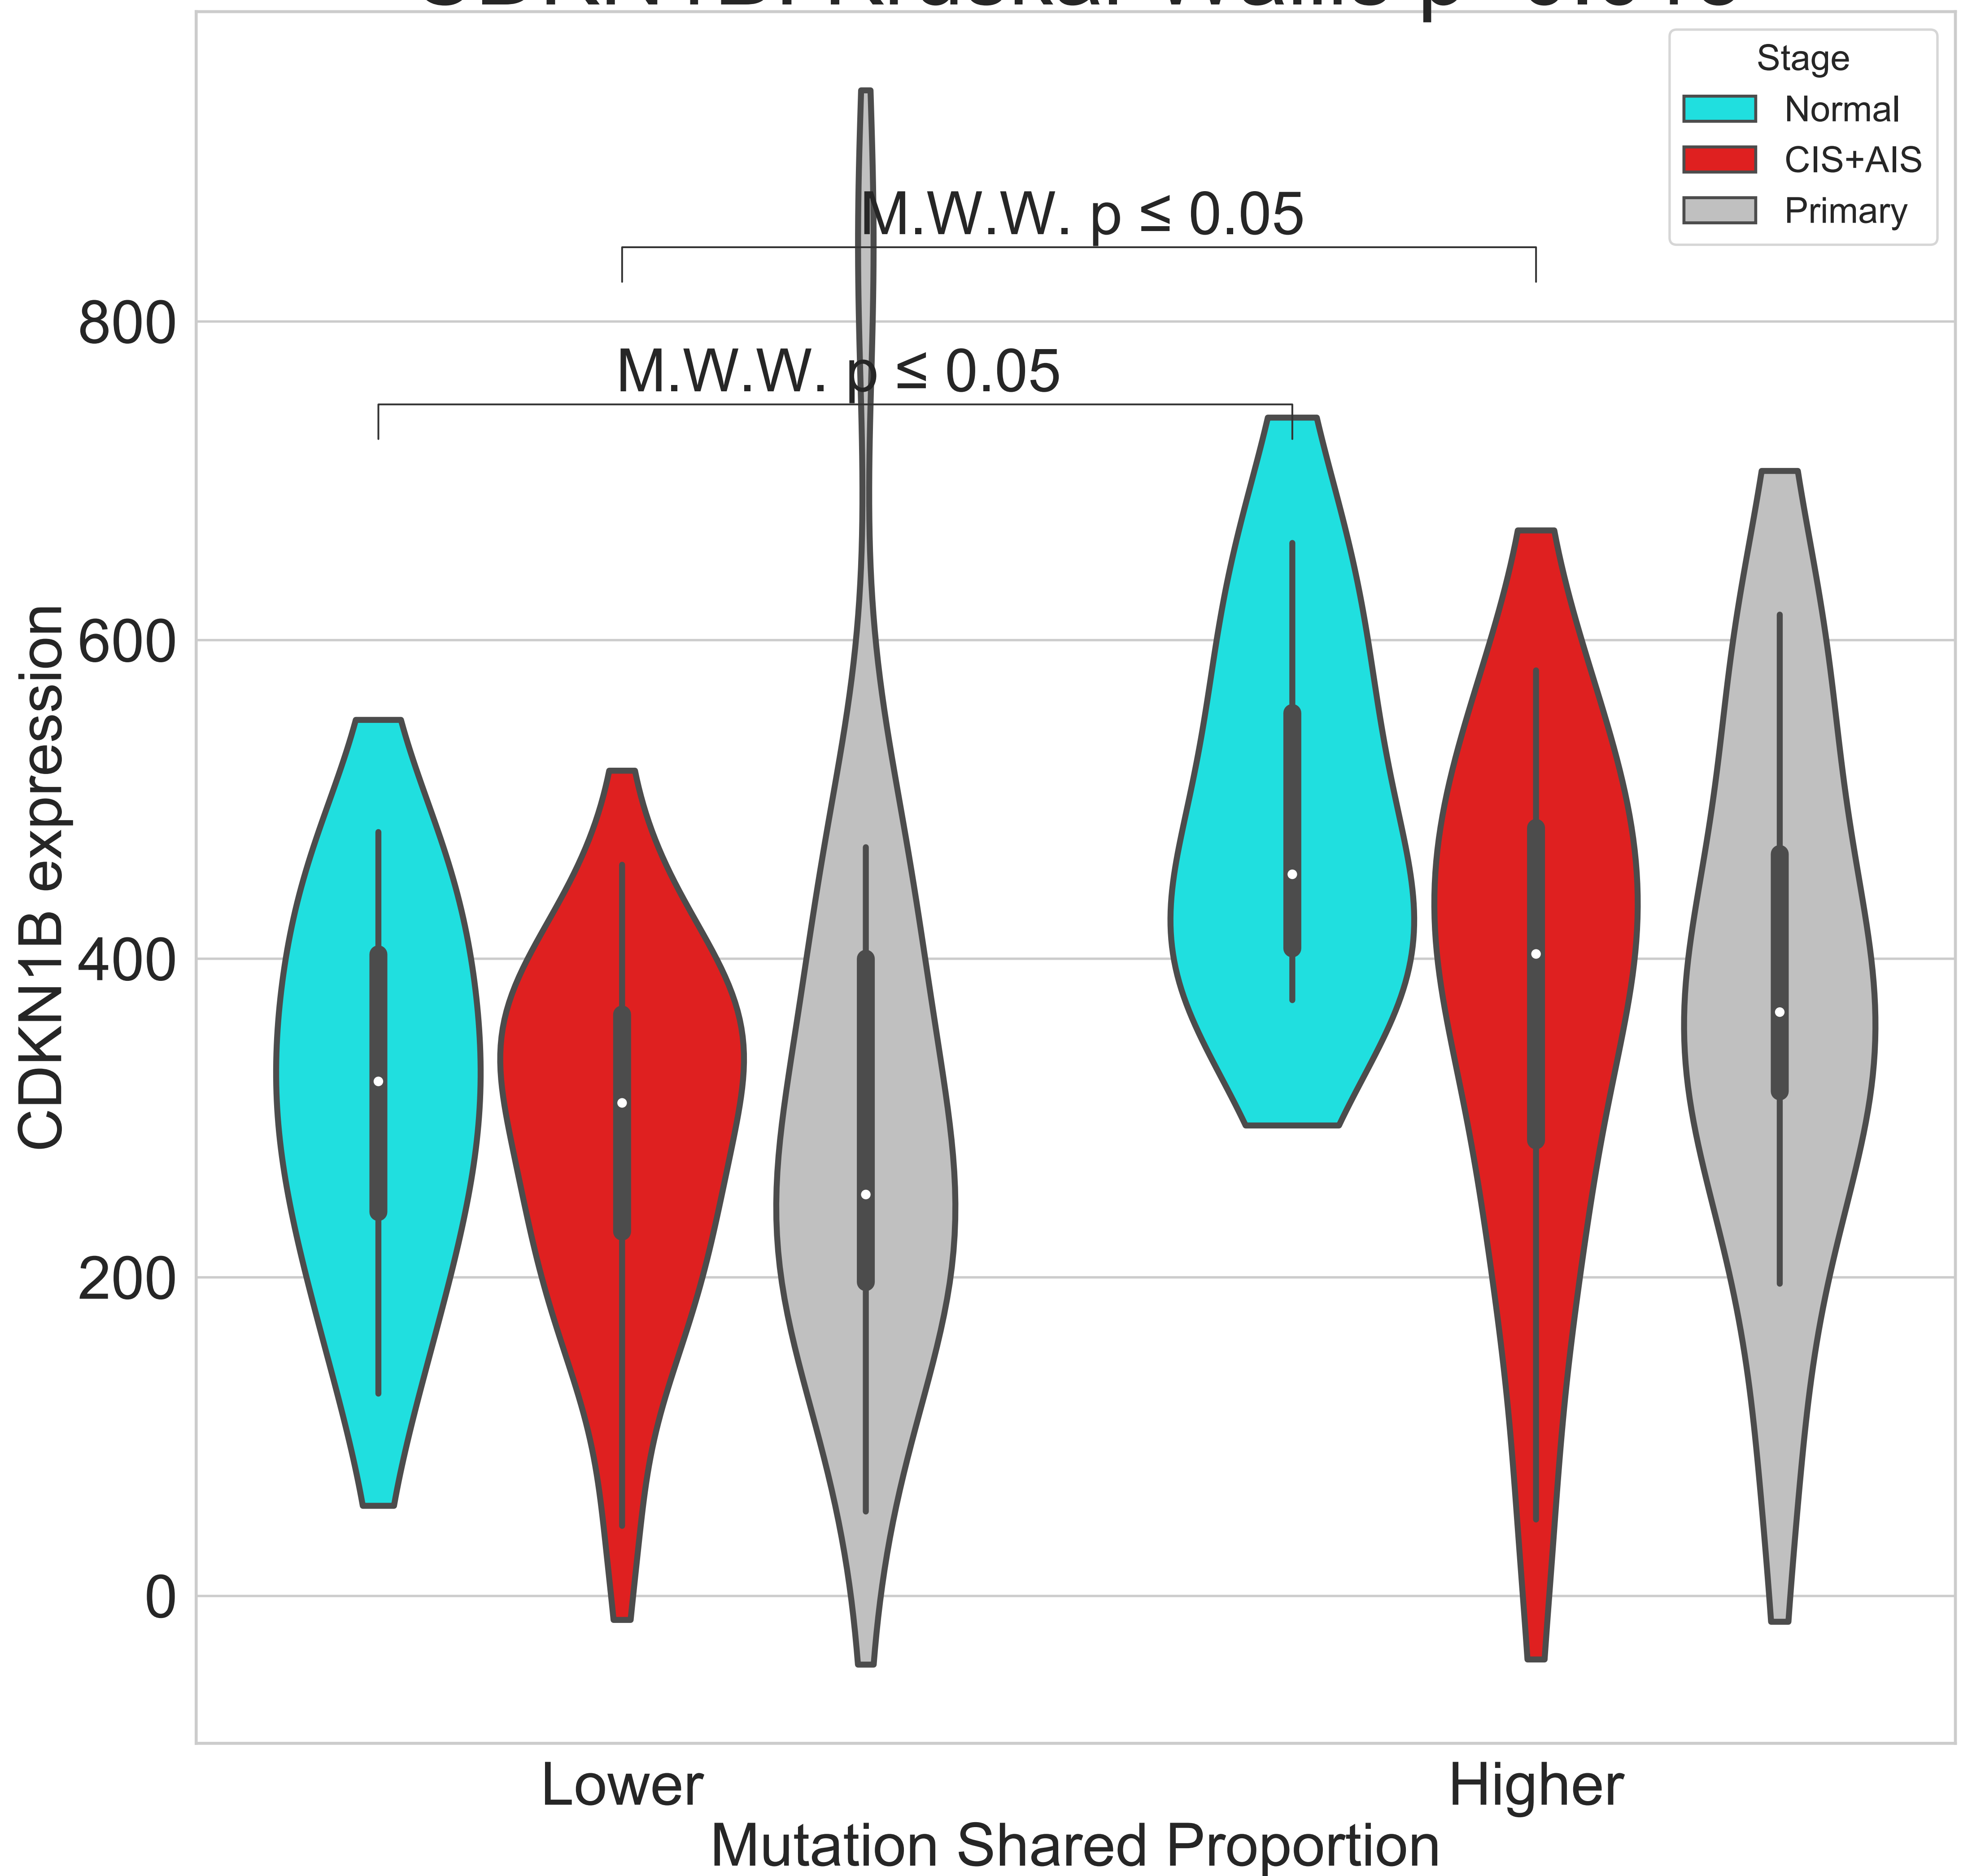 Stage
Normal
CIS+AIS
Primary
M.W.W. p ≤ 0.05
M.W.W. p ≤ 0.05
800
600
400
200
0
CDKN1B expression
Lower
Higher
Mutation Shared Proportion